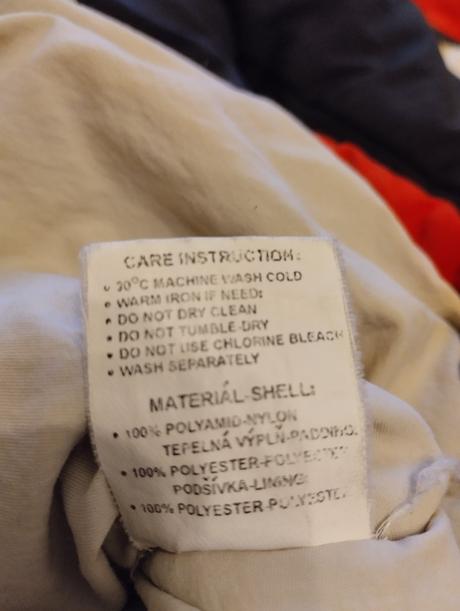 CARE INSTRUCTION:
• 30°C MACHINE WASH COLD
• WARM IRON IF NEED:
• DO NOT DRY CLEAN
• DO NOT TUMBLE-DRY
• DO NOT USE CHLORINE BLEACH
• WASH SEPARATELY
MATERIÁL-SHELL:
• 100% POLYAMID-NYLON
TEPELNÁ VÝPLŇ-PADDING:
• 100% POLYESTER-POLYESTER
PODŠÍVKA-LINING:
• 100% POLYESTER-POLYESTER